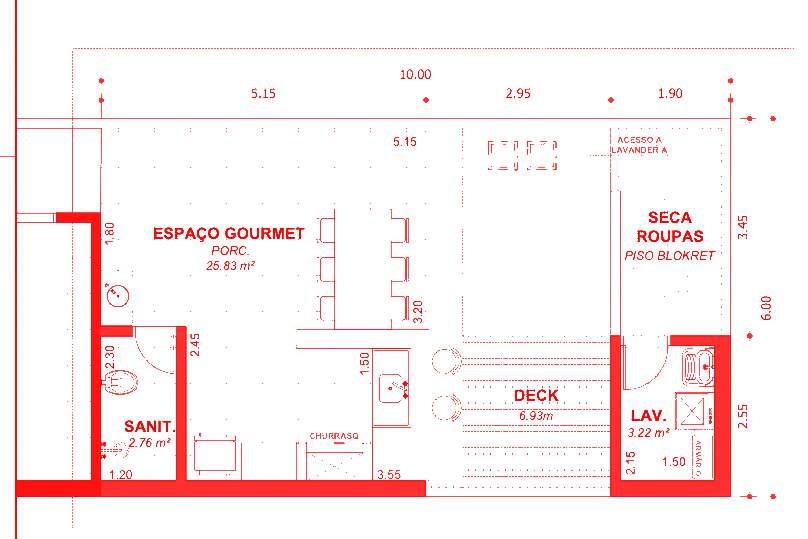 10.00
5.15
2.95
1.90
5.15
ACESSO A
LAVANDER A
1.80
ESPAÇO GOURMET
PORC.
25.83 m²
SECA
ROUPAS
PISO BLOKRET
3.45
6.00
3.20
2.45
2.30
1.50
DECK
6.93m
SANIT.
2.76 m²
LAV.
3.22 m²
2.55
CHURRASQ
1.20
3.55
2.15
1.50